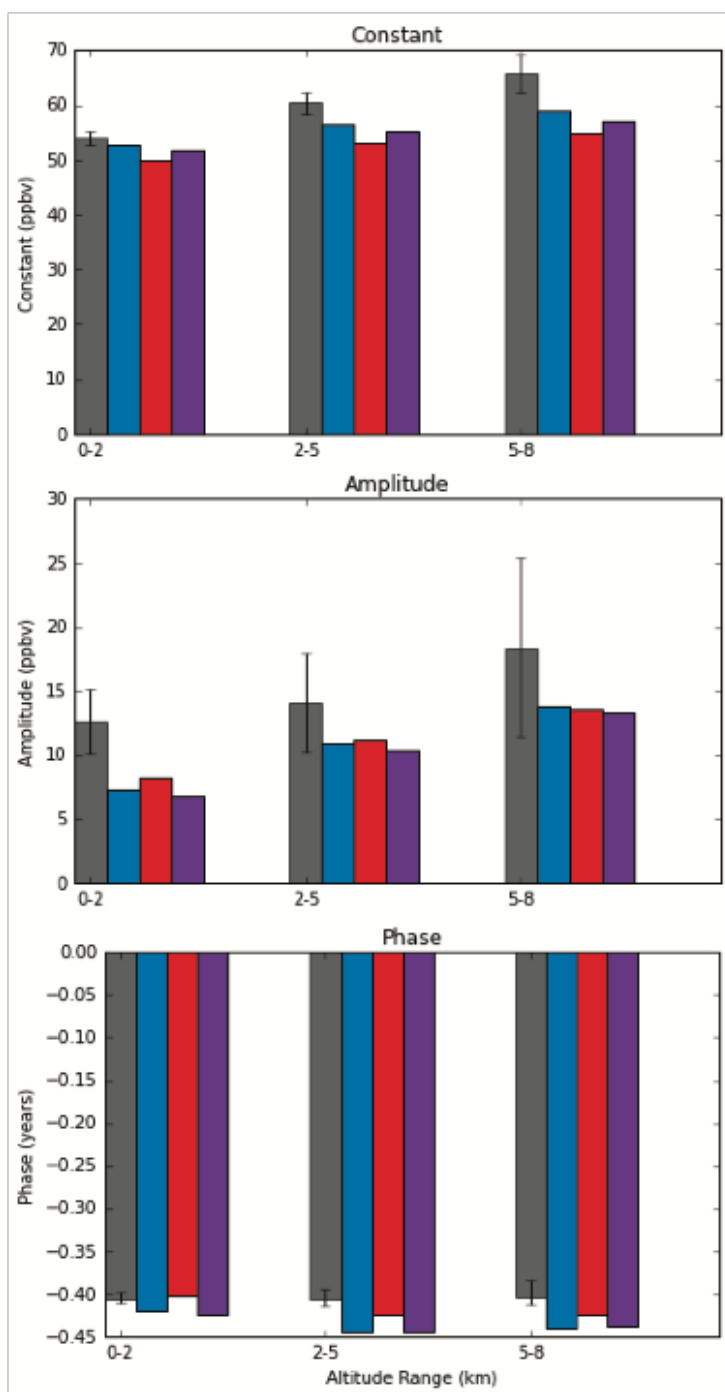 Constant
70
60
50
40
30
20
10
0
Constant (ppbv)
0-2 2-5 5-8
Amplitude
30
25
20
15
10
5
0
Amplitude (ppbv)
0-2 2-5 5-8
Phase
0.00
−0.05
−0.10
−0.15
−0.20
−0.25
−0.30
−0.35
−0.40
−0.45
Phase (years)
0-2 2-5 5-8
Altitude Range (km)